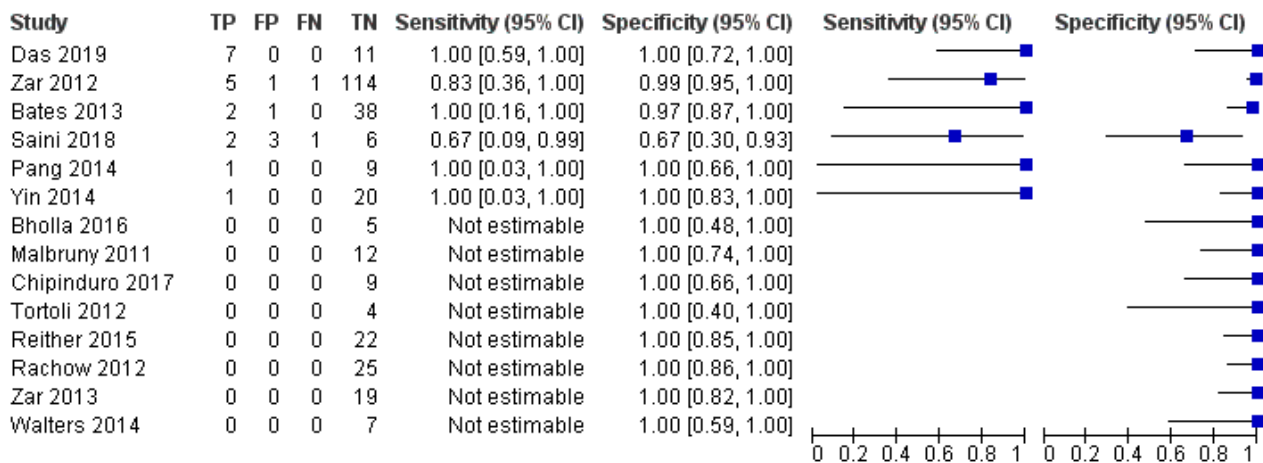 Study TP FP FN TN Sensitivity (95% CI) Specificity (95% CI) Sensitivity (95% CI) Specificity (95% CI)
Das 2019 7 0 0 11 1.00 [0.59, 1.00] 1.00 [0.72, 1.00]
Zar 2012 5 1 1 114 0.83 [0.36, 1.00] 0.99 [0.95, 1.00]
Bates 2013 2 1 0 38 1.00 [0.16, 1.00] 0.97 [0.87, 1.00]
Saini 2018 2 3 1 6 0.67 [0.09, 0.99] 0.67 [0.30, 0.93]
Pang 2014 1 0 0 9 1.00 [0.03, 1.00] 1.00 [0.66, 1.00]
Yin 2014 1 0 0 20 1.00 [0.03, 1.00] 1.00 [0.83, 1.00]
Bholla 2016 0 0 0 5 Not estimable 1.00 [0.48, 1.00]
Malbruny 2011 0 0 0 12 Not estimable 1.00 [0.74, 1.00]
Chipinduro 2017 0 0 0 9 Not estimable 1.00 [0.66, 1.00]
Tortoli 2012 0 0 0 4 Not estimable 1.00 [0.40, 1.00]
Reither 2015 0 0 0 22 Not estimable 1.00 [0.85, 1.00]
Rachow 2012 0 0 0 25 Not estimable 1.00 [0.86, 1.00]
Zar 2013 0 0 0 19 Not estimable 1.00 [0.82, 1.00]
Walters 2014 0 0 0 7 Not estimable 1.00 [0.59, 1.00]
0 0.2 0.4 0.6 0.8 1 0 0.2 0.4 0.6 0.8 1